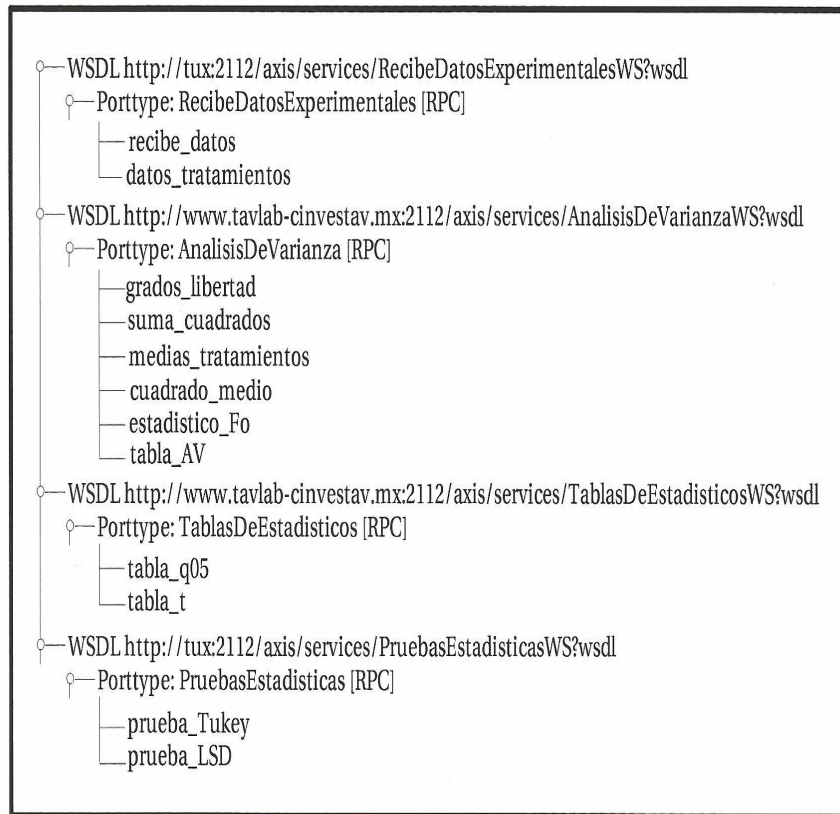 WSDL http://tux:2112/axis/services/RecibeDatosExperimentalesWS?wsdl
Porttype: RecibeDatosExperimentales [RPC]
recibe_datos
datos_tratamientos
WSDL http://www.tavlab-cinvestav.mx:2112/axis/services/AnalisisDeVarianzaWS?wsdl
Porttype: AnalisisDeVarianza [RPC]
grados_libertad
suma_cuadrados
medias_tratamientos
cuadrado_medio
estadistico_Fo
tabla_AV
WSDL http://www.tavlab-cinvestav.mx:2112/axis/services/TablasDeEstadisticosWS?wsdl
Porttype: TablasDeEstadisticos [RPC]
tabla_q05
tabla_t
WSDL http://tux:2112/axis/services/PruebasEstadisticasWS?wsdl
Porttype: PruebasEstadisticas [RPC]
prueba_Tukey
prueba_LSD